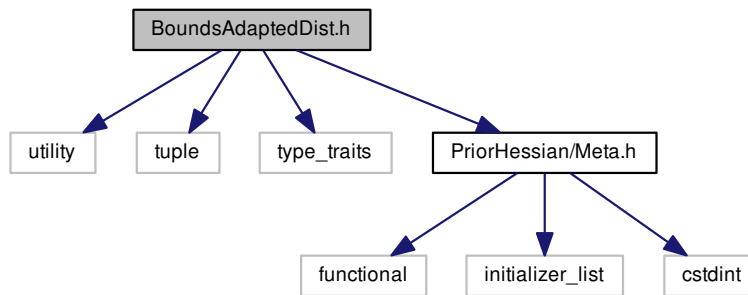 BoundsAdaptedDist.h
utility
tuple
type_traits
PriorHessian/Meta.h
functional
initializer_list
cstdint